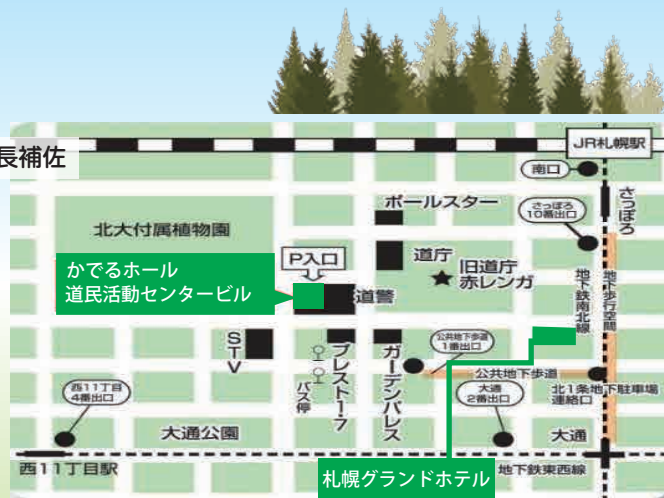 長補佐
JR札幌駅
南口
さっぽろ
ポールスター
さっぽろ
10番出口
北大付属植物園
P入口
道庁
旧道庁
赤レンガ
かでるホール
道民活動センタービル
道警
地下鉄南北線
地下歩行空間
STV
プレスト1・7
バス停
ガーデンパレス
公共地下歩道
1番出口
公共地下歩道
北1条地下駐車場
連絡口
西11丁目
4番出口
大通
2番出口
大通公園
大通
西11丁目駅
札幌グランドホテル
地下鉄東西線